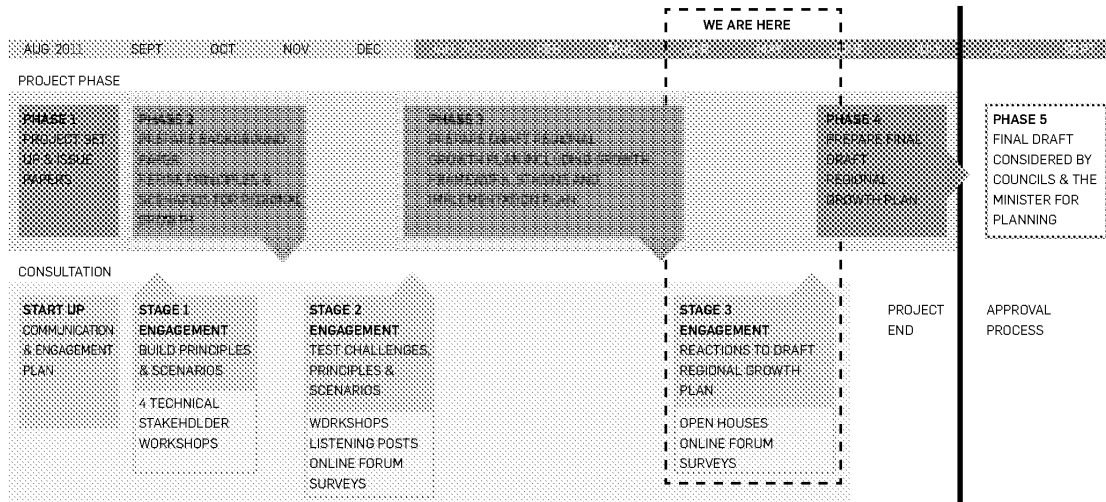 WE ARE HERE
AUG 2011 SEPT OCT NOV DEC
PROJECT PHASE
PHASE 1
PROJECT SET
UP & ISSUE
PAPERS
PHASE 2
PREPARE BACKGROUND
PAPER
REFINE PRINCIPLES &
SCENARIOS FOR REGIONAL
GROWTH
PHASE 3
PREPARE DRAFT REGIONAL
GROWTH PLAN INCLUDING GROWTH
FRAMEWORK, STAGING AND
IMPLEMENTATION PLAN
PHASE 4
PREPARE FINAL
DRAFT
REGIONAL
GROWTH PLAN
PHASE 5
FINAL DRAFT
CONSIDERED BY
COUNCILS & THE
MINISTER FOR
PLANNING
CONSULTATION
START UP
COMMUNICATION
& ENGAGEMENT
PLAN
STAGE 1
ENGAGEMENT
BUILD PRINCIPLES
& SCENARIOS
4 TECHNICAL
STAKEHOLDER
WORKSHOPS
STAGE 2
ENGAGEMENT
TEST CHALLENGES,
PRINCIPLES &
SCENARIOS
WORKSHOPS
LISTENING POSTS
ONLINE FORUM
SURVEYS
STAGE 3
ENGAGEMENT
REACTIONS TO DRAFT
REGIONAL GROWTH
PLAN
OPEN HOUSES
ONLINE FORUM
SURVEYS
PROJECT
END
APPROVAL
PROCESS